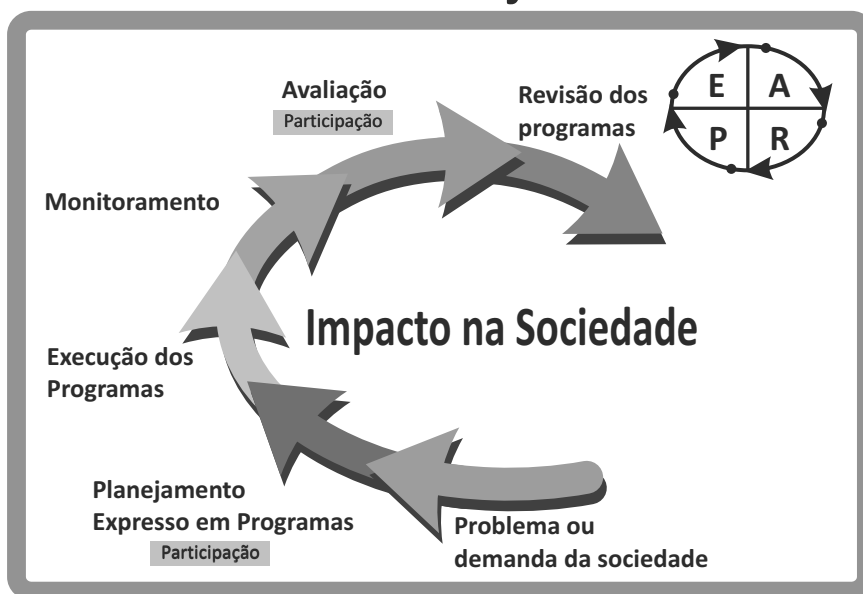 Avaliação
Participação
Revisão dos
programas
E A
P R
Monitoramento
Impacto na Sociedade
Execução dos
Programas
Planejamento
Expresso em Programas
Participação
Problema ou
demanda da sociedade